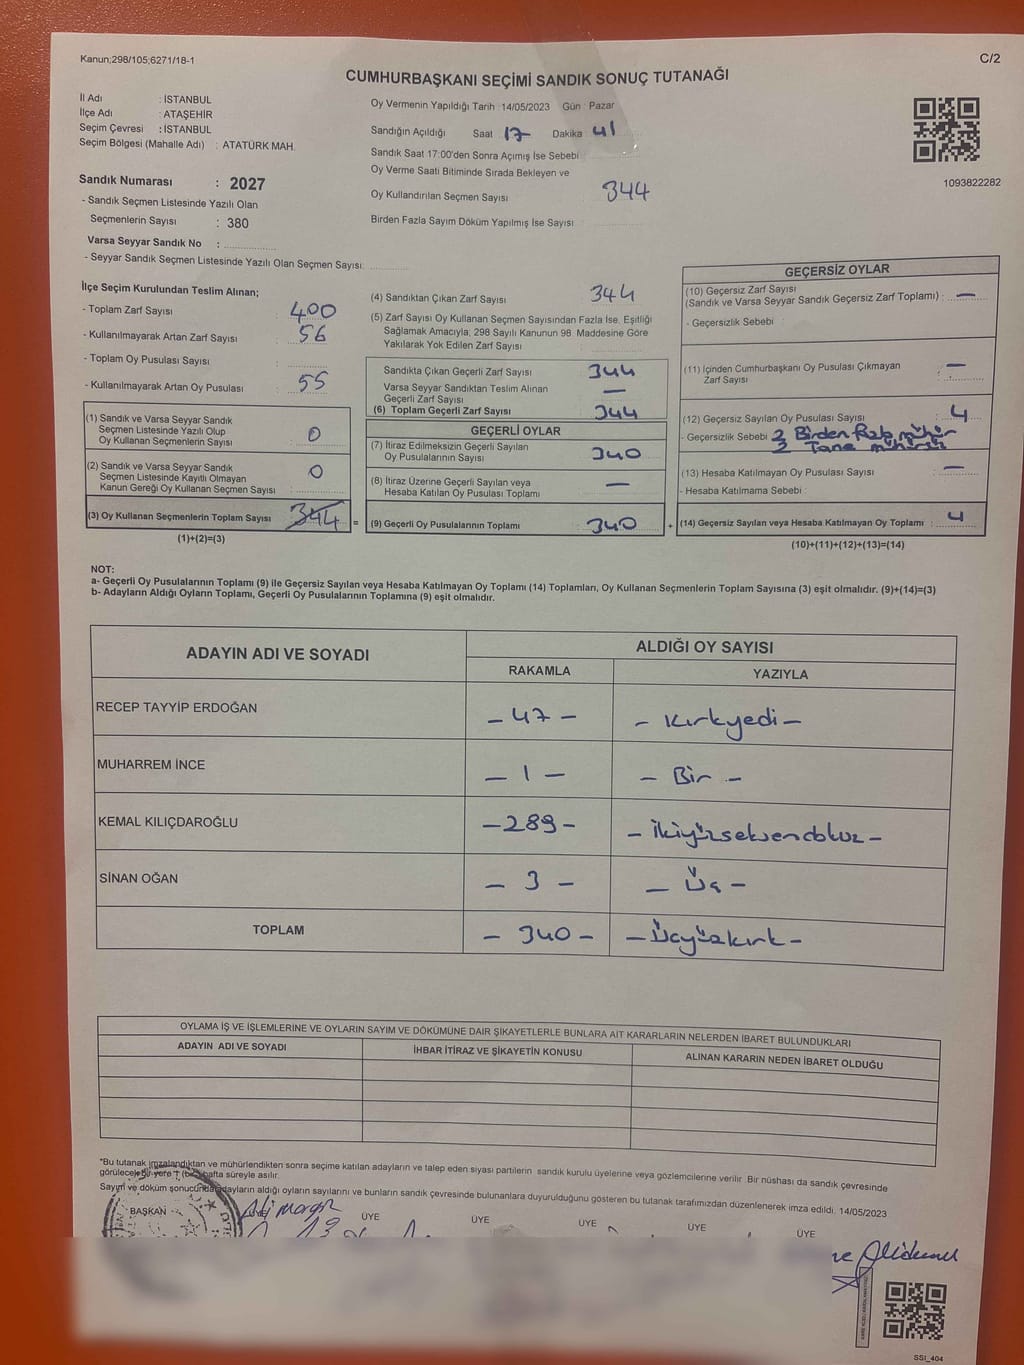 Kanun;298/105;6271/18-1
C/2
CUMHURBAŞKANI SEÇİMİ SANDIK SONUÇ TUTANAĞI
İl Adı : İSTANBUL
İlçe Adı : ATAŞEHİR
Seçim Çevresi : İSTANBUL
Seçim Bölgesi (Mahalle Adı) : ATATÜRK MAH.
Sandık Numarası : 2027
- Sandık Seçmen Listesinde Yazılı Olan
Seçmenlerin Sayısı : 380
Varsa Seyyar Sandık No :
- Seyyar Sandık Seçmen Listesinde Yazılı Olan Seçmen Sayısı:
Oy Vermenin Yapıldığı Tarih : 14/05/2023 Gün : Pazar
Sandığın Açıldığı Saat 17 Dakika 41
Sandık Saat 17:00'den Sonra Açımış İse Sebebi :
Oy Verme Saati Bitiminde Sırada Bekleyen ve
Oy Kullandırılan Seçmen Sayısı 344
Birden Fazla Sayım Döküm Yapılmış İse Sayısı :
1093822282
İlçe Seçim Kurulundan Teslim Alınan;
- Toplam Zarf Sayısı : 400
- Kullanılmayarak Artan Zarf Sayısı : 56
- Toplam Oy Pusulası Sayısı :
- Kullanılmayarak Artan Oy Pusulası : 55
(1) Sandık ve Varsa Seyyar Sandık
Seçmen Listesinde Yazılı Olup
Oy Kullanan Seçmenlerin Sayısı : 0
(2) Sandık ve Varsa Seyyar Sandık
Seçmen Listesinde Kayıtlı Olmayan
Kanun Gereği Oy Kullanan Seçmen Sayısı : 0
(3) Oy Kullanan Seçmenlerin Toplam Sayısı : 344 =
(1)+(2)=(3)
(4) Sandıktan Çıkan Zarf Sayısı : 344
(5) Zarf Sayısı Oy Kullanan Seçmen Sayısından Fazla İse, Eşitliği
Sağlamak Amacıyla; 298 Sayılı Kanunun 98. Maddesine Göre
Yakılarak Yok Edilen Zarf Sayısı :
Sandıkta Çıkan Geçerli Zarf Sayısı : 344
Varsa Seyyar Sandıktan Teslim Alınan
Geçerli Zarf Sayısı : —
(6) Toplam Geçerli Zarf Sayısı : 344
GEÇERLİ OYLAR
(7) İtiraz Edilmeksizin Geçerli Sayılan
Oy Pusulalarının Sayısı : 340
(8) İtiraz Üzerine Geçerli Sayılan veya
Hesaba Katılan Oy Pusulası Toplamı : —
(9) Geçerli Oy Pusulalarının Toplamı : 340 +
GEÇERSİZ OYLAR
(10) Geçersiz Zarf Sayısı
(Sandık ve Varsa Seyyar Sandık Geçersiz Zarf Toplamı) : —
- Geçersizlik Sebebi :
(11) İçinden Cumhurbaşkanı Oy Pusulası Çıkmayan
Zarf Sayısı : —
(12) Geçersiz Sayılan Oy Pusulası Sayısı : 4
- Geçersizlik Sebebi : 2 Birden Fazla mühür
2 Tane mühürsüz
(13) Hesaba Katılmayan Oy Pusulası Sayısı : —
- Hesaba Katılmama Sebebi :
(14) Geçersiz Sayılan veya Hesaba Katılmayan Oy Toplamı : 4
(10)+(11)+(12)+(13)=(14)
NOT:
a- Geçerli Oy Pusulalarının Toplamı (9) ile Geçersiz Sayılan veya Hesaba Katılmayan Oy Toplamı (14) Toplamları, Oy Kullanan Seçmenlerin Toplam Sayısına (3) eşit olmalıdır. (9)+(14)=(3)
b- Adayların Aldığı Oyların Toplamı, Geçerli Oy Pusulalarının Toplamına (9) eşit olmalıdır.
ADAYIN ADI VE SOYADI
ALDIĞI OY SAYISI
RAKAMLA YAZIYLA
RECEP TAYYİP ERDOĞAN - 47 - - Kırkyedi -
MUHARREM İNCE - 1 - - Bir -
KEMAL KILIÇDAROĞLU - 289 - - İkiyüzseksendokuz -
SİNAN OĞAN - 3 - - Üç -
TOPLAM - 340 - - Üçyüzkırk -
OYLAMA İŞ VE İŞLEMLERİNE VE OYLARIN SAYIM VE DÖKÜMÜNE DAİR ŞİKAYETLERLE BUNLARA AİT KARARLARIN NELERDEN İBARET BULUNDUKLARI
ADAYIN ADI VE SOYADI İHBAR İTİRAZ VE ŞİKAYETİN KONUSU ALINAN KARARIN NEDEN İBARET OLDUĞU
*Bu tutanak imzalandıktan ve mühürlendikten sonra seçime katılan adayların ve talep eden siyasi partilerin sandık kurulu üyelerine veya gözlemcilerine verilir. Bir nüshası da sandık çevresinde
görülecek bir yere 1 (bir) hafta süreyle asılır.
Sayım ve döküm sonucunda adayların aldığı oyların sayılarını ve bunların sandık çevresinde bulunanlara duyurulduğunu gösteren bu tutanak tarafımızdan düzenlenerek imza edildi. 14/05/2023
BAŞKAN ÜYE ÜYE ÜYE ÜYE ÜYE ÜYE
SSI_404